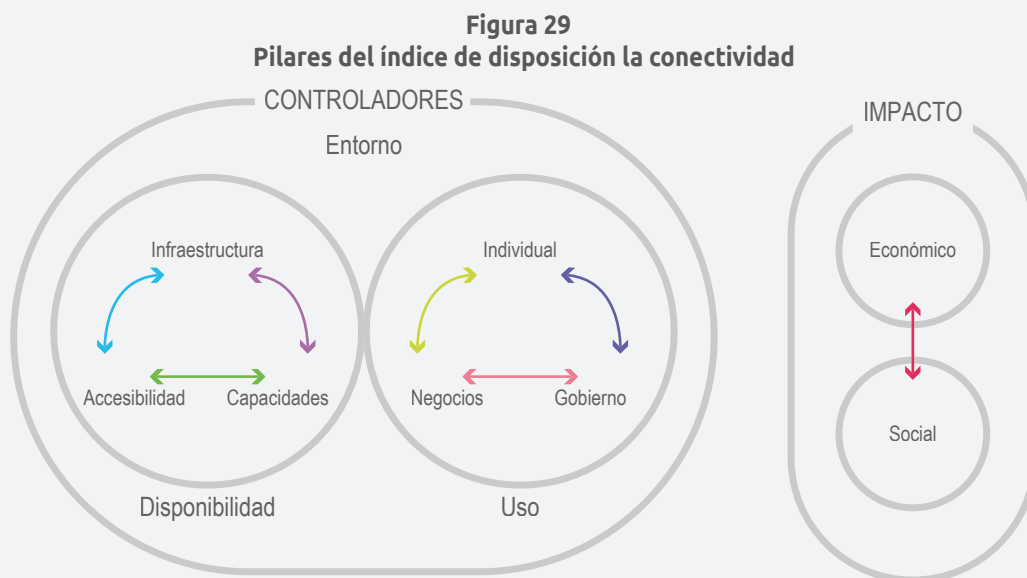 Figura 29
Pilares del índice de disposición la conectividad
CONTROLADORES
Entorno
Infraestructura
Accesibilidad
Capacidades
Disponibilidad
Individual
Negocios
Gobierno
Uso
IMPACTO
Económico
Social